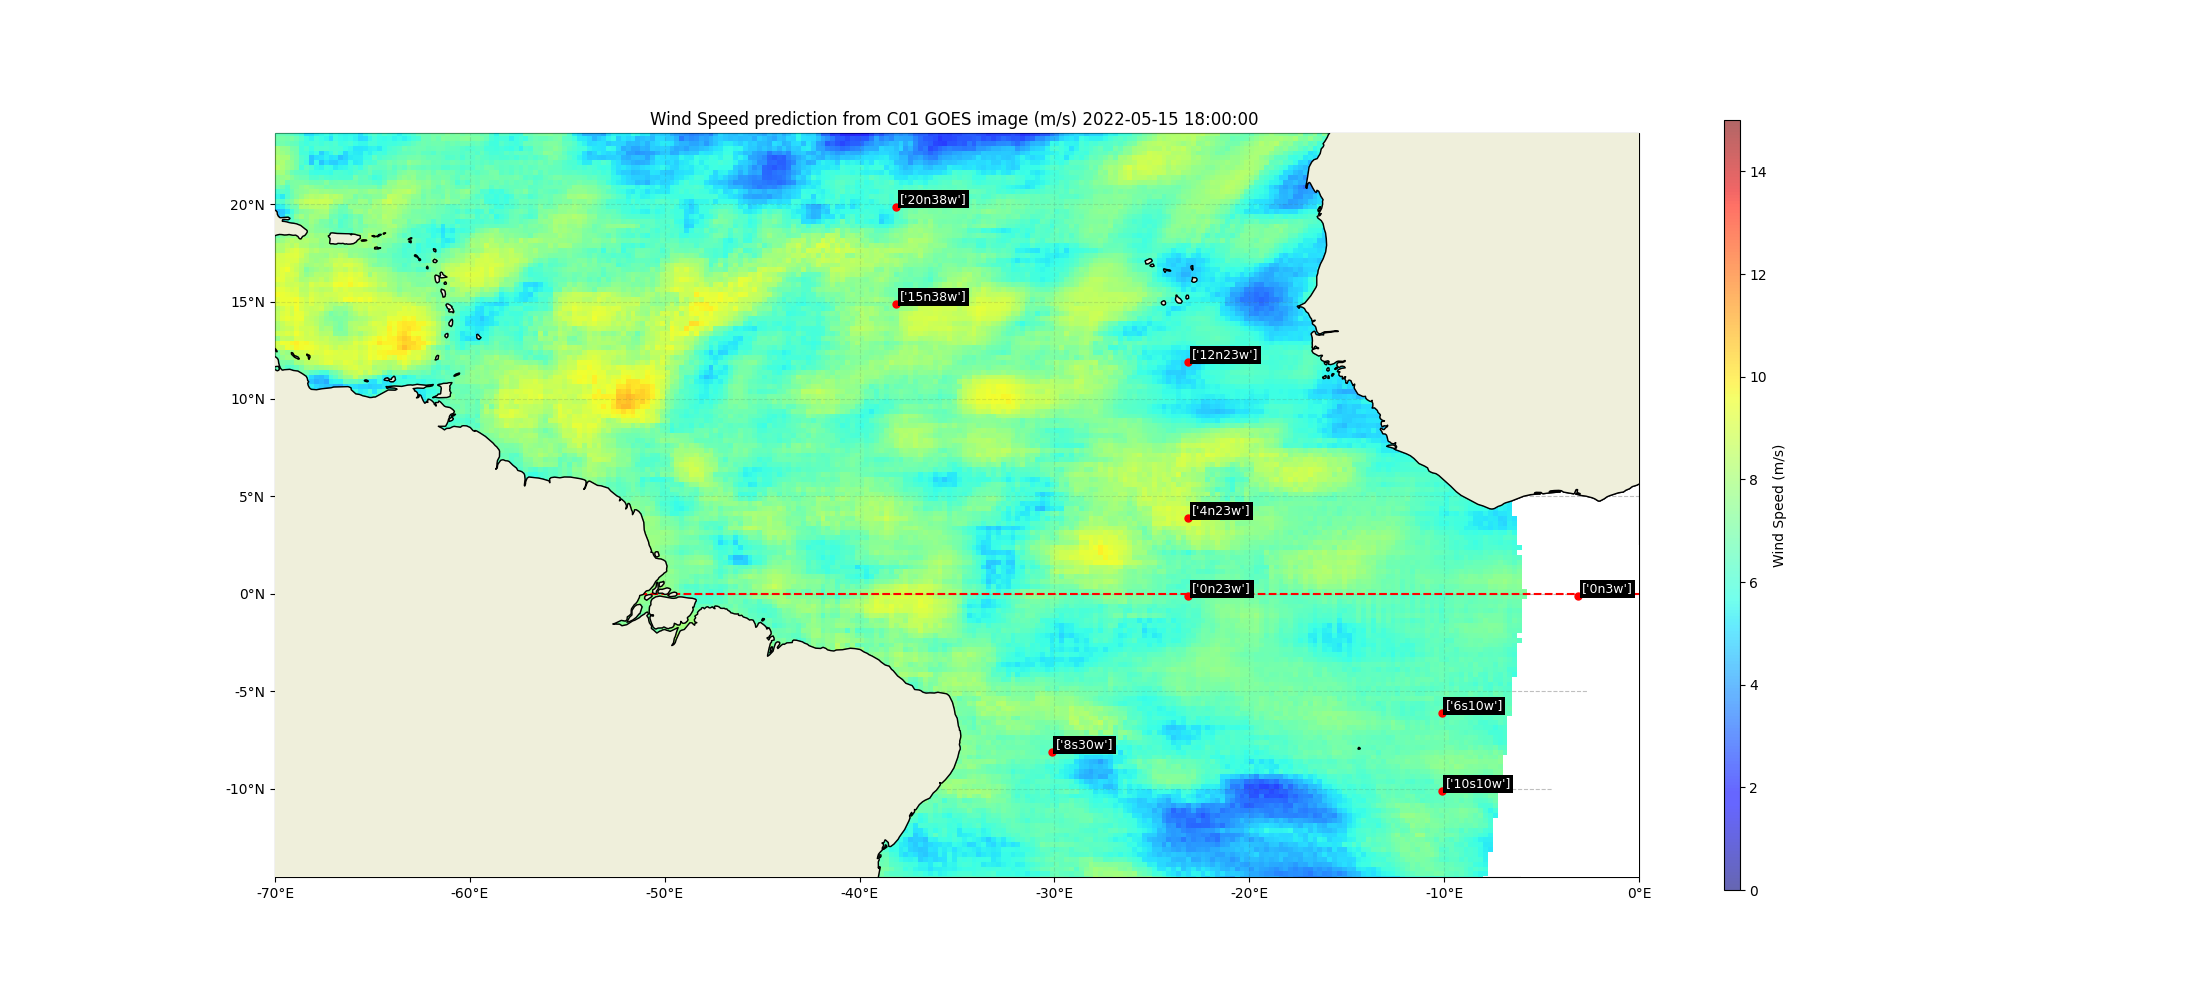 Wind Speed prediction from C01 GOES image (m/s) 2022-05-15 18:00:00
14
12
10
8
6
4
2
0
Wind Speed (m/s)
20°N
15°N
10°N
5°N
0°N
-5°N
-10°N
['20n38w']
['15n38w']
['12n23w']
['4n23w']
['0n23w']
['0n3w']
['6s10w']
['8s30w']
['10s10w']
-70°E
-60°E
-50°E
-40°E
-30°E
-20°E
-10°E
0°E